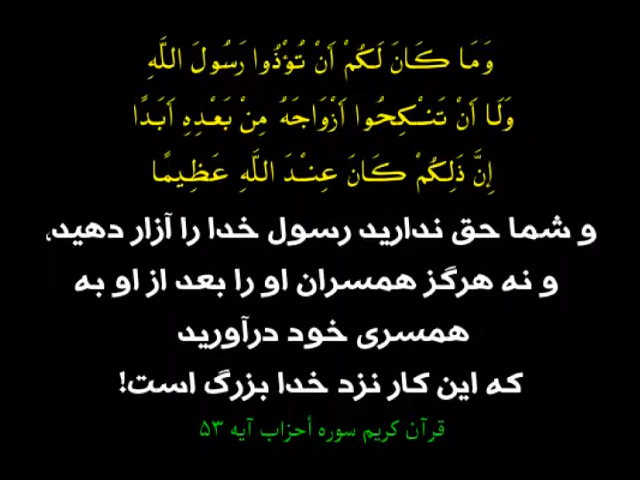 وَمَا كَانَ لَكُمْ أَنْ تُؤْذُوا رَسُولَ اللَّهِ
وَلَا أَنْ تَنْكِحُوا أَزْوَاجَهُ مِنْ بَعْدِهِ أَبَدًا
إِنَّ ذَلِكُمْ كَانَ عِنْدَ اللَّهِ عَظِيمًا
و شما حق ندارید رسول خدا را آزار دهید،
و نه هرگز همسران او را بعد از او به
همسری خود درآورید
که این کار نزد خدا بزرگ است!
قرآن کریم سوره أحزاب آیه ۵۳